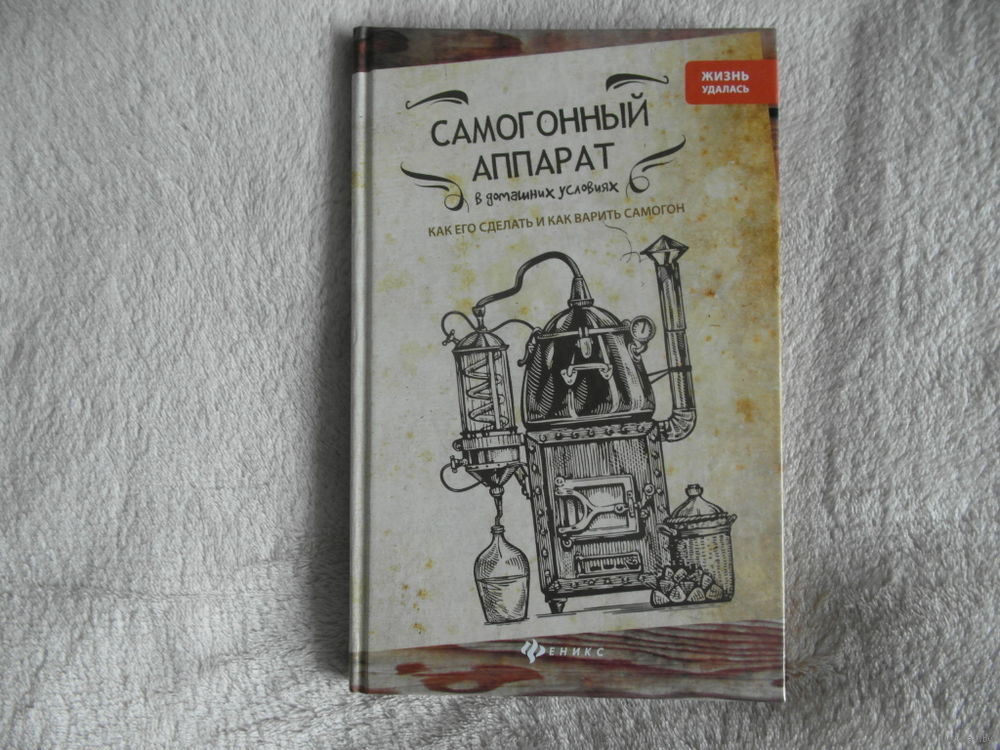 ЖИЗНЬ
УДАЛАСЬ
САМОГОННЫЙ
АППАРАТ
в домашних условиях
КАК ЕГО СДЕЛАТЬ И КАК ВАРИТЬ САМОГОН
ФЕНИКС